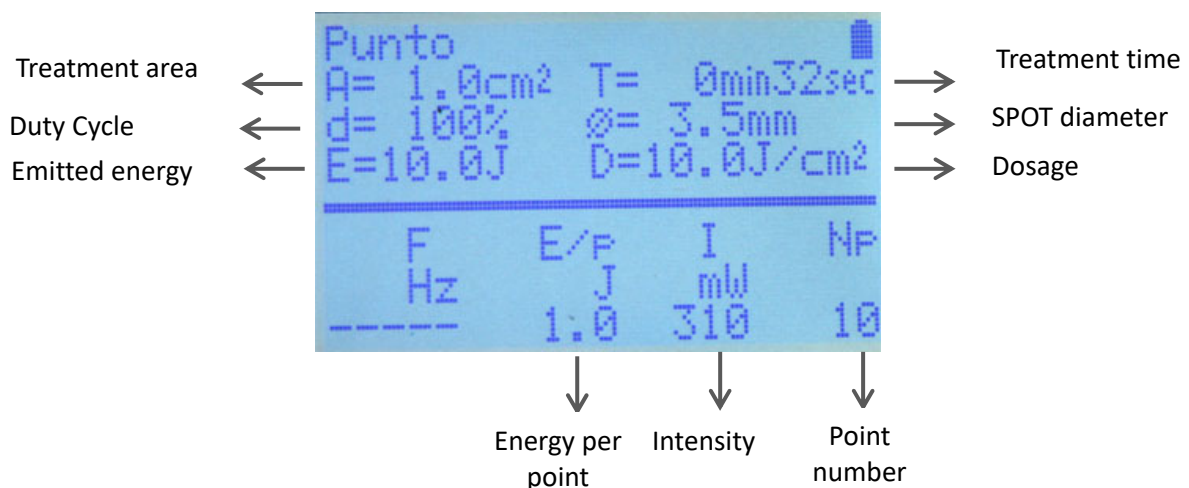 Punto
Treatment area
A= 1.0cm² T= 0min32sec
Treatment time
Duty Cycle
d= 100% ø= 3.5mm
SPOT diameter
Emitted energy
E=10.0J D=10.0J/cm²
Dosage
F E/p I Np
Hz J mW
----- 1.0 310 10
Energy per
point
Intensity
Point
number